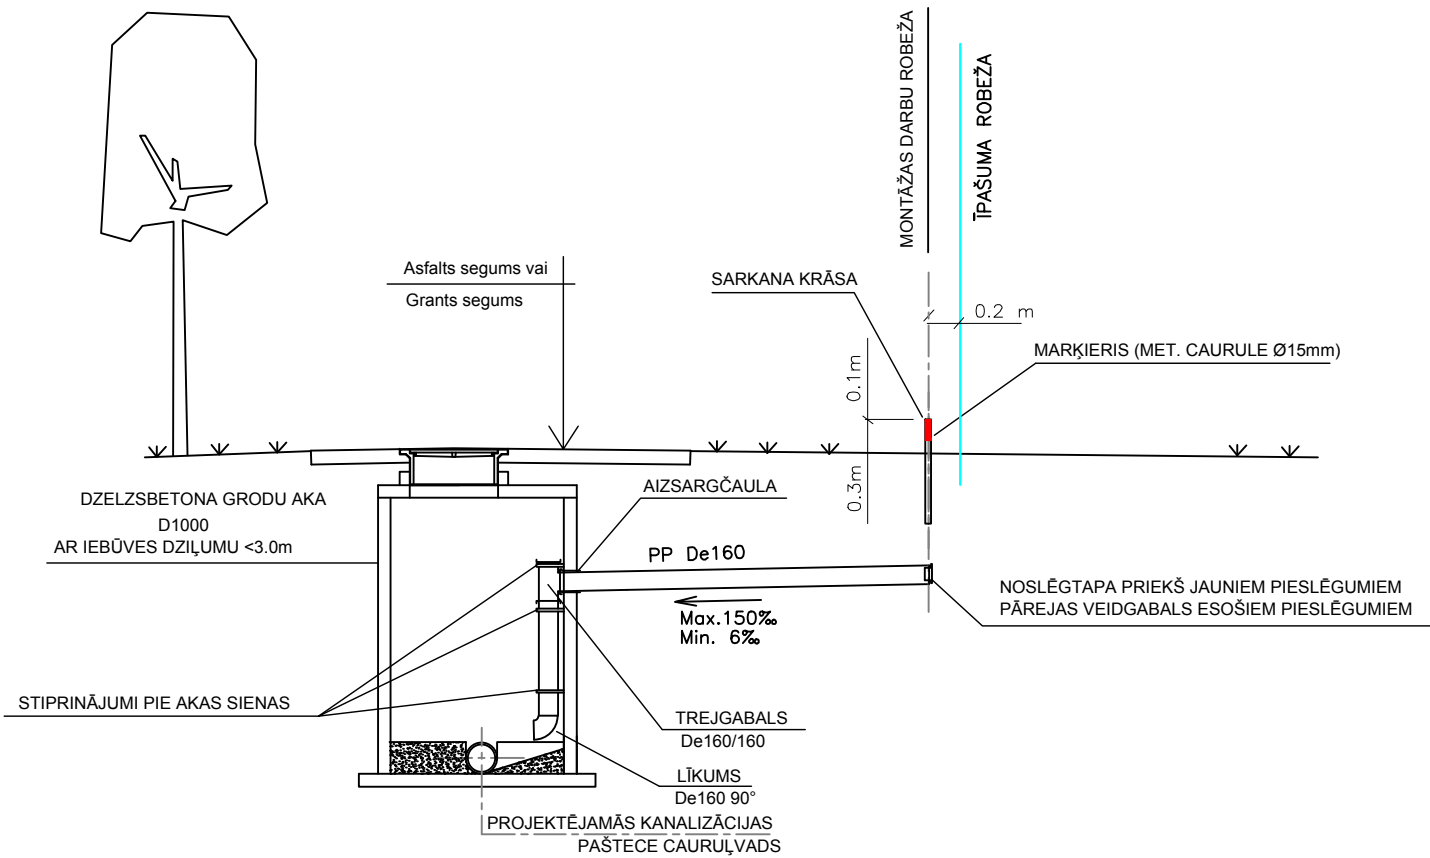 MONTĀŽAS DARBU ROBEŽA
ĪPAŠUMA ROBEŽA
Asfalts segums vai
Grants segums
SARKANA KRĀSA
0.2 m
MARĶIERIS (MET. CAURULE Ø15mm)
0.1m
0.3m
DZELZSBETONA GRODU AKA
D1000
AR IEBŪVES DZIĻUMU <3.0m
AIZSARGČAULA
PP De160
Max.150‰
Min. 6‰
NOSLĒGTAPA PRIEKŠ JAUNIEM PIESLĒGUMIEM
PĀREJAS VEIDGABALS ESOŠIEM PIESLĒGUMIEM
STIPRINĀJUMI PIE AKAS SIENAS
TREJGABALS
De160/160
LĪKUMS
De160 90°
PROJEKTĒJAMĀS KANALIZĀCIJAS
PAŠTECE CAURUĻVADS